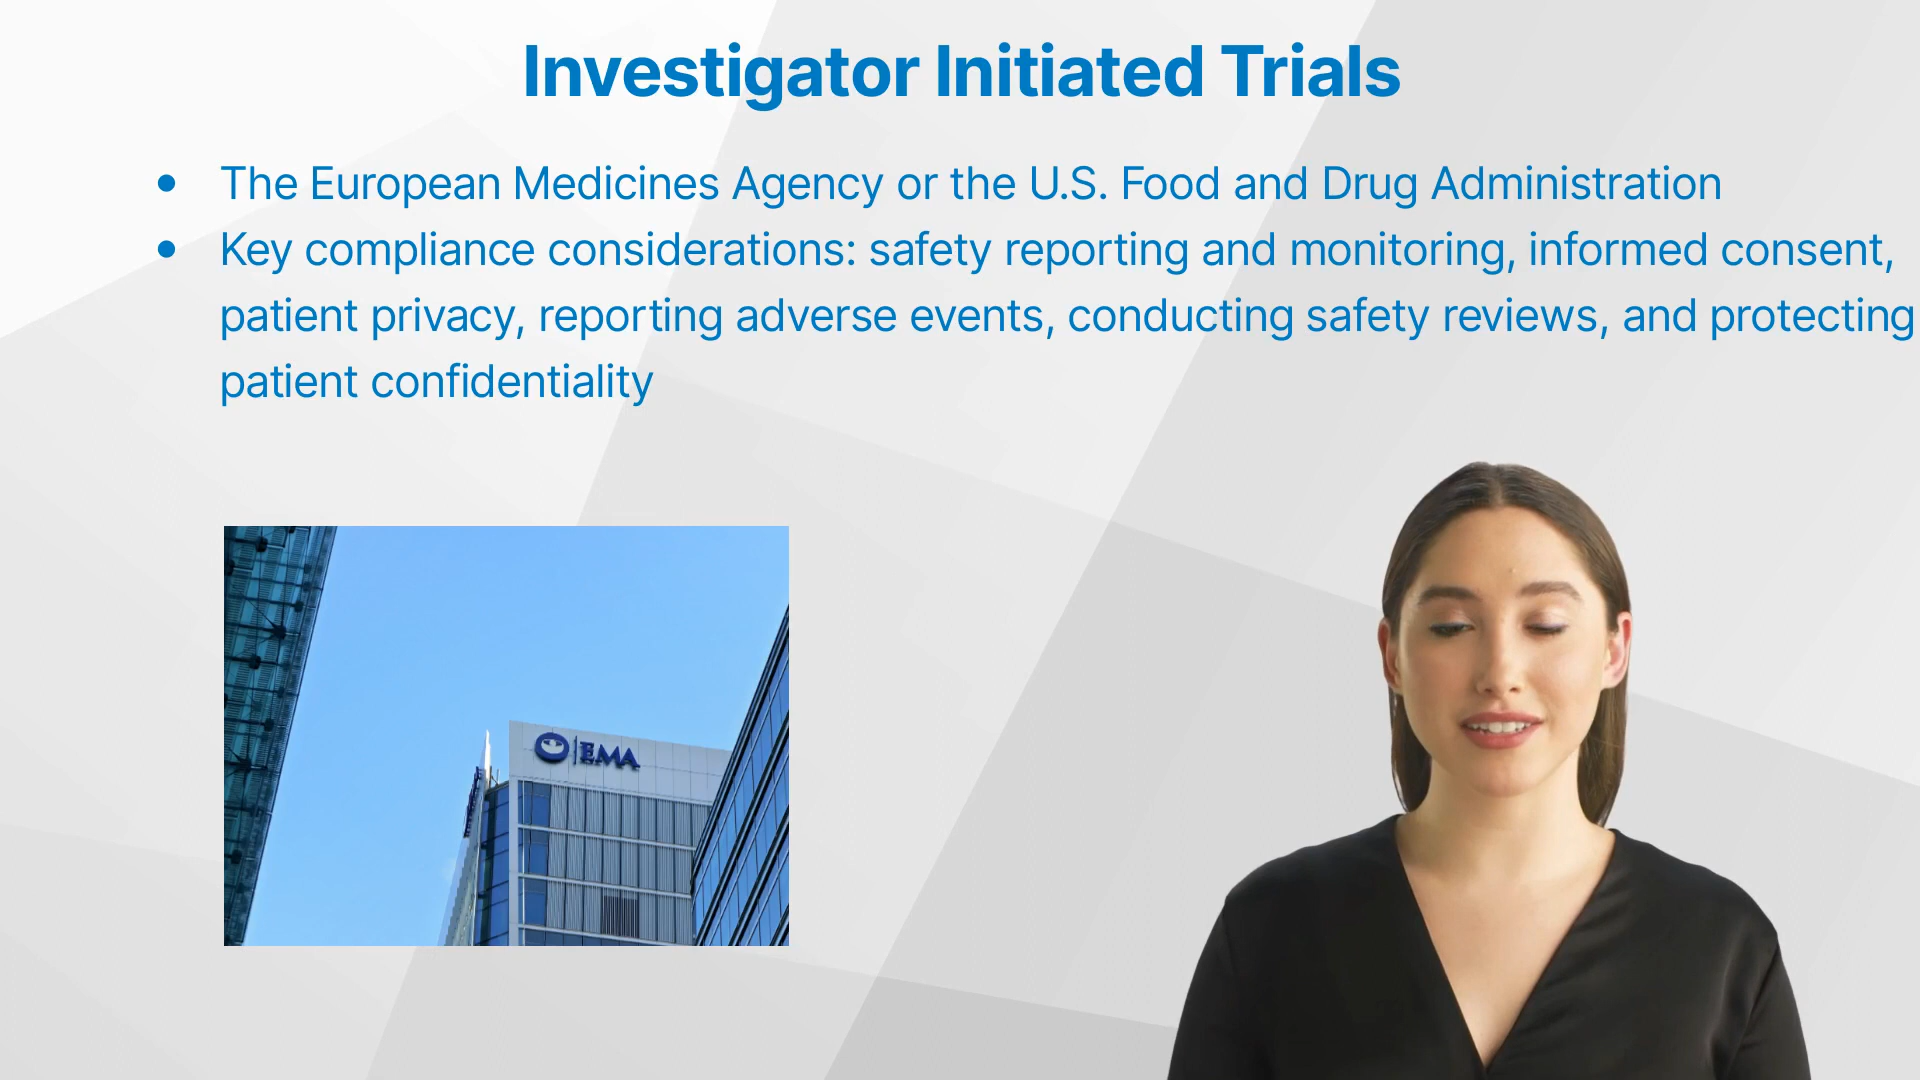 Investigator Initiated Trials
• The European Medicines Agency or the U.S. Food and Drug Administration
• Key compliance considerations: safety reporting and monitoring, informed consent,
patient privacy, reporting adverse events, conducting safety reviews, and protecting
patient confidentiality
EMA